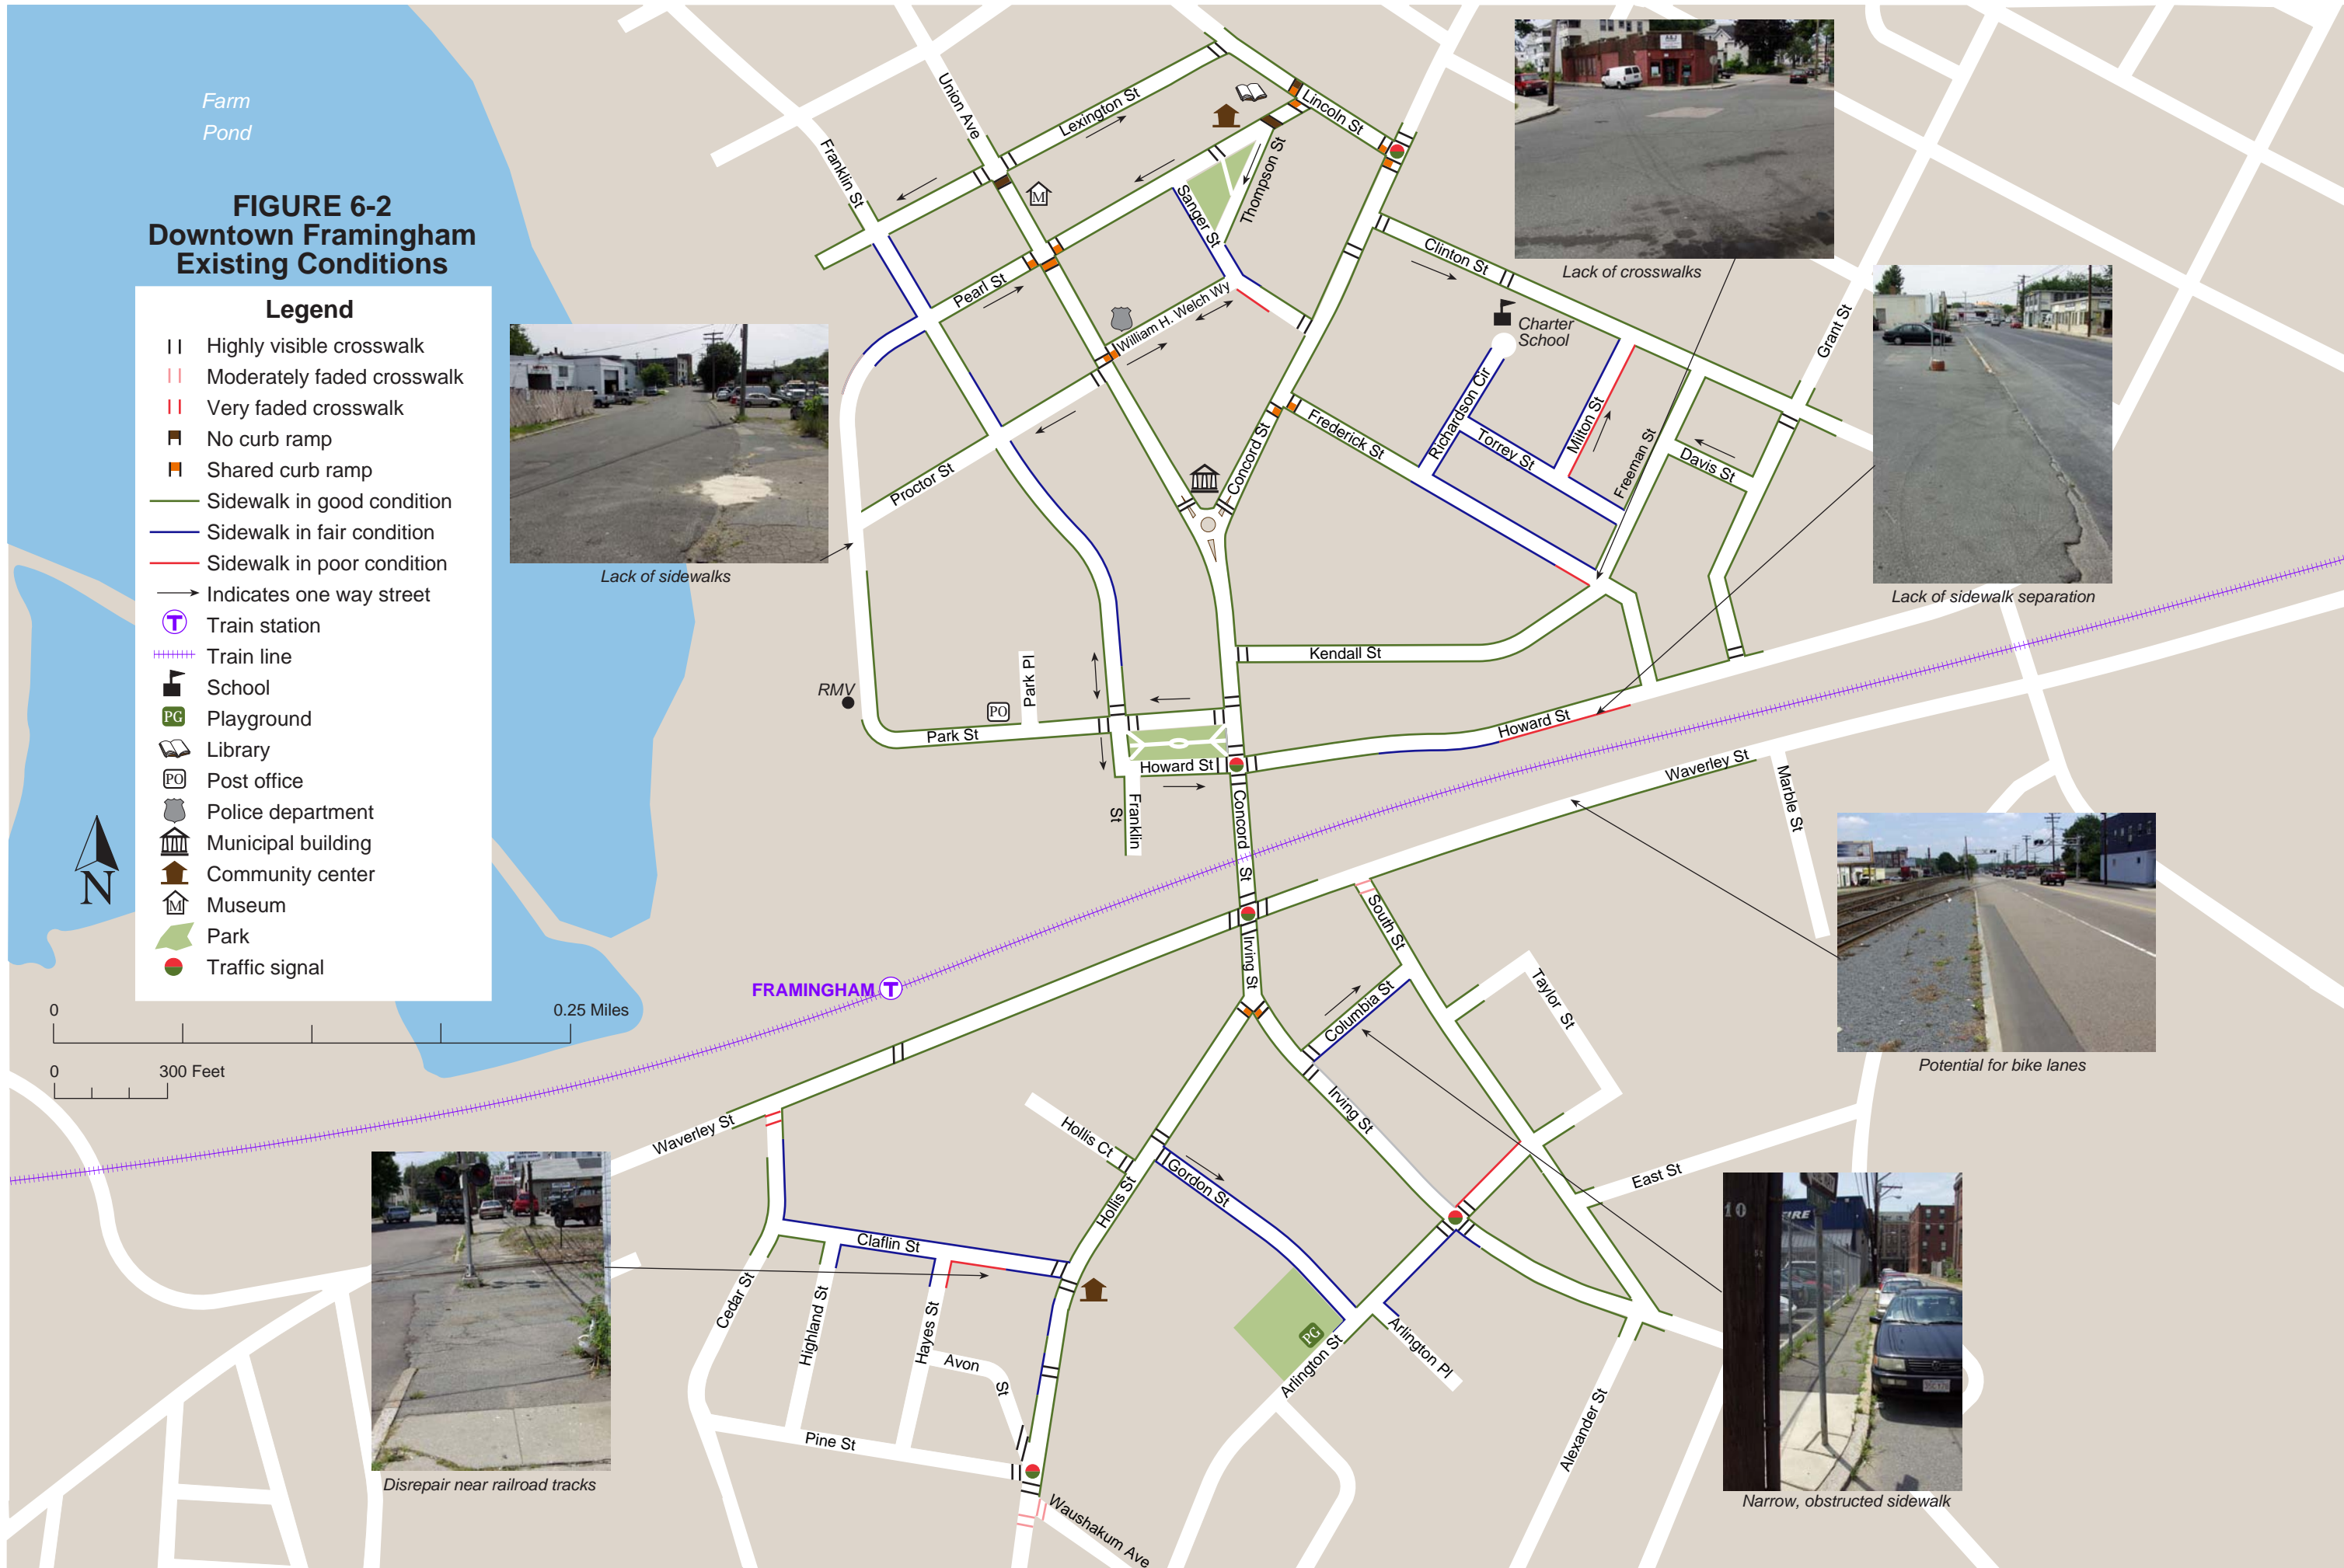 Farm
Pond
FIGURE 6-2
Downtown Framingham
Existing Conditions
Legend
Highly visible crosswalk
Moderately faded crosswalk
Very faded crosswalk
No curb ramp
Shared curb ramp
Sidewalk in good condition
Sidewalk in fair condition
Sidewalk in poor condition
Indicates one way street
T Train station
Train line
School
PG Playground
Library
PO Post office
Police department
Municipal building
Community center
M Museum
Park
Traffic signal
N
0 0.25 Miles
0 300 Feet
Union Ave
Lexington St
Lincoln St
Franklin St
M
Thompson St
Sanger St
Pearl St
William H. Welch Wy
Clinton St
Charter
School
Grant St
Lack of crosswalks
Lack of sidewalk separation
Lack of sidewalks
Proctor St
Concord St
Frederick St
Richardson Cir
Torrey St
Milton St
Freeman St
Davis St
Kendall St
RMV
PO
Park Pl
Park St
Howard St
Howard St
Franklin
St
Concord St
Waverley St
Marble St
South St
Irving St
FRAMINGHAM T
Columbia St
Taylor St
Potential for bike lanes
Waverley St
Hollis Ct
Irving St
Gordon St
Hollis St
East St
Claflin St
Cedar St
Highland St
Hayes St
Avon
St
Pine St
PG
Arlington St
Arlington Pl
Alexander St
Waushakum Ave
Disrepair near railroad tracks
10
FIRE
Narrow, obstructed sidewalk